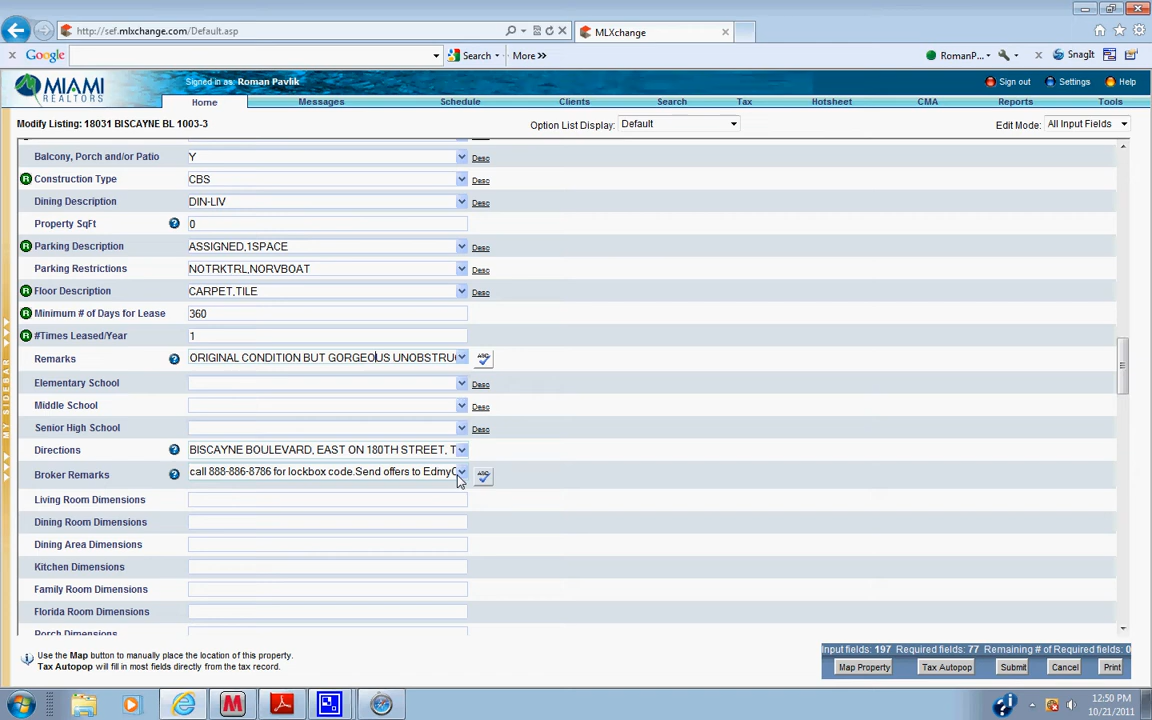 http://sef.mlxchange.com/Default.asp
MLXchange
Google
Search
More
RomanP...
SnagIt
MIAMI
REALTORS
Signed in as: Roman Pavlik
Sign out
Settings
Help
Home
Messages
Schedule
Clients
Search
Tax
Hotsheet
CMA
Reports
Tools
Modify Listing: 18031 BISCAYNE BL 1003-3
Option List Display:
Default
Edit Mode:
All Input Fields
Balcony, Porch and/or Patio
Y
Desc
R Construction Type
CBS
Desc
Dining Description
DIN-LIV
Desc
Property SqFt
?
0
R Parking Description
ASSIGNED,1SPACE
Desc
Parking Restrictions
NOTRKTRL,NORVBOAT
Desc
R Floor Description
CARPET,TILE
Desc
R Minimum # of Days for Lease
360
R #Times Leased/Year
1
Remarks
?
ORIGINAL CONDITION BUT GORGEOUS UNOBSTRU
ABC
Elementary School
Desc
Middle School
Desc
Senior High School
Desc
Directions
?
BISCAYNE BOULEVARD, EAST ON 180TH STREET, T
Broker Remarks
?
call 888-886-8786 for lockbox code.Send offers to Edmy
ABC
Living Room Dimensions
Dining Room Dimensions
Dining Area Dimensions
Kitchen Dimensions
Family Room Dimensions
Florida Room Dimensions
Porch Dimensions
MY SIDEBAR
Use the Map button to manually place the location of this property.
Tax Autopop will fill in most fields directly from the tax record.
Input fields: 197 Required fields: 77 Remaining # of Required fields: 0
Map Property
Tax Autopop
Submit
Cancel
Print
12:50 PM
10/21/2011